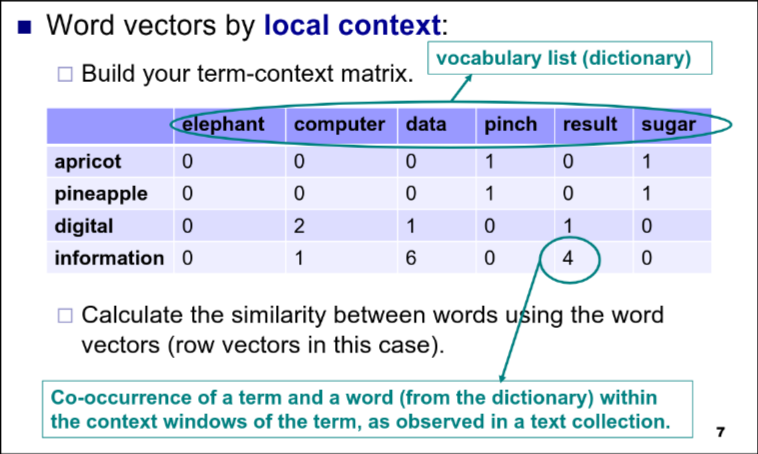 Word vectors by local context:
vocabulary list (dictionary)
Build your term-context matrix.
elephant computer data pinch result sugar
apricot 0 0 0 1 0 1
pineapple 0 0 0 1 0 1
digital 0 2 1 0 1 0
information 0 1 6 0 4 0
Calculate the similarity between words using the word
vectors (row vectors in this case).
Co-occurrence of a term and a word (from the dictionary) within
the context windows of the term, as observed in a text collection.
7